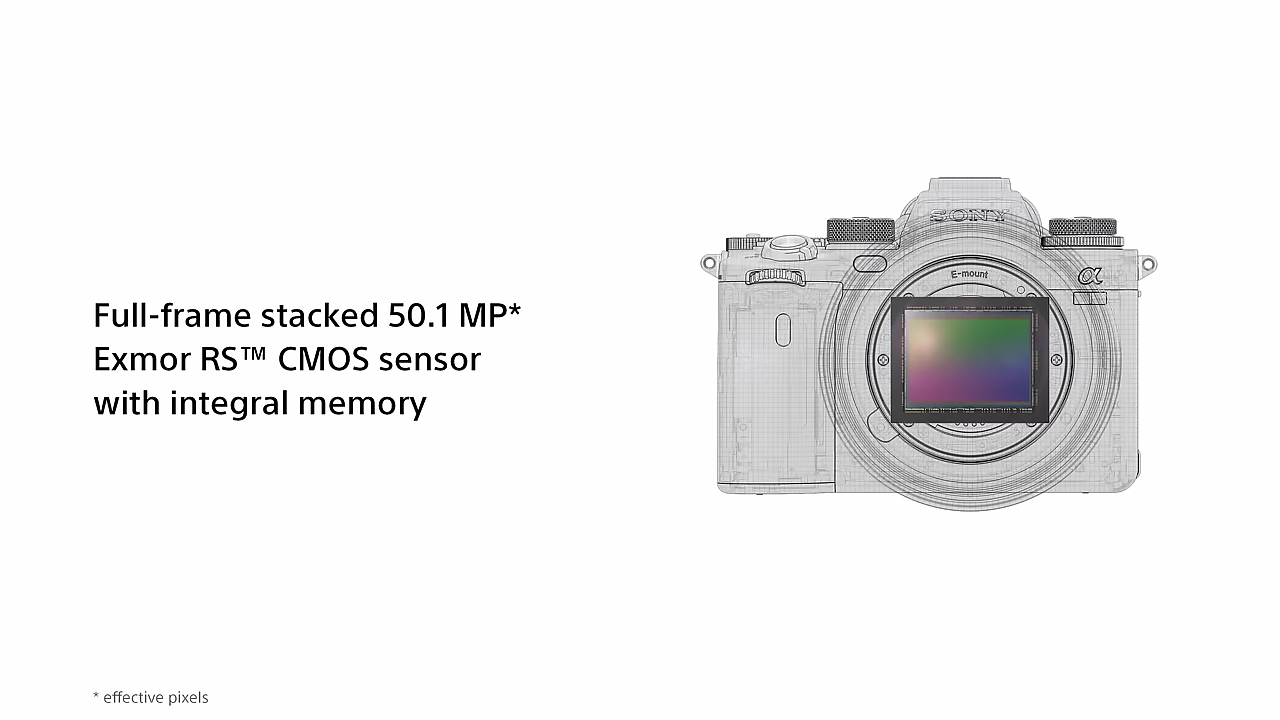 Full-frame stacked 50.1 MP*
Exmor RS™ CMOS sensor
with integral memory
SONY
α
E-mount
* effective pixels